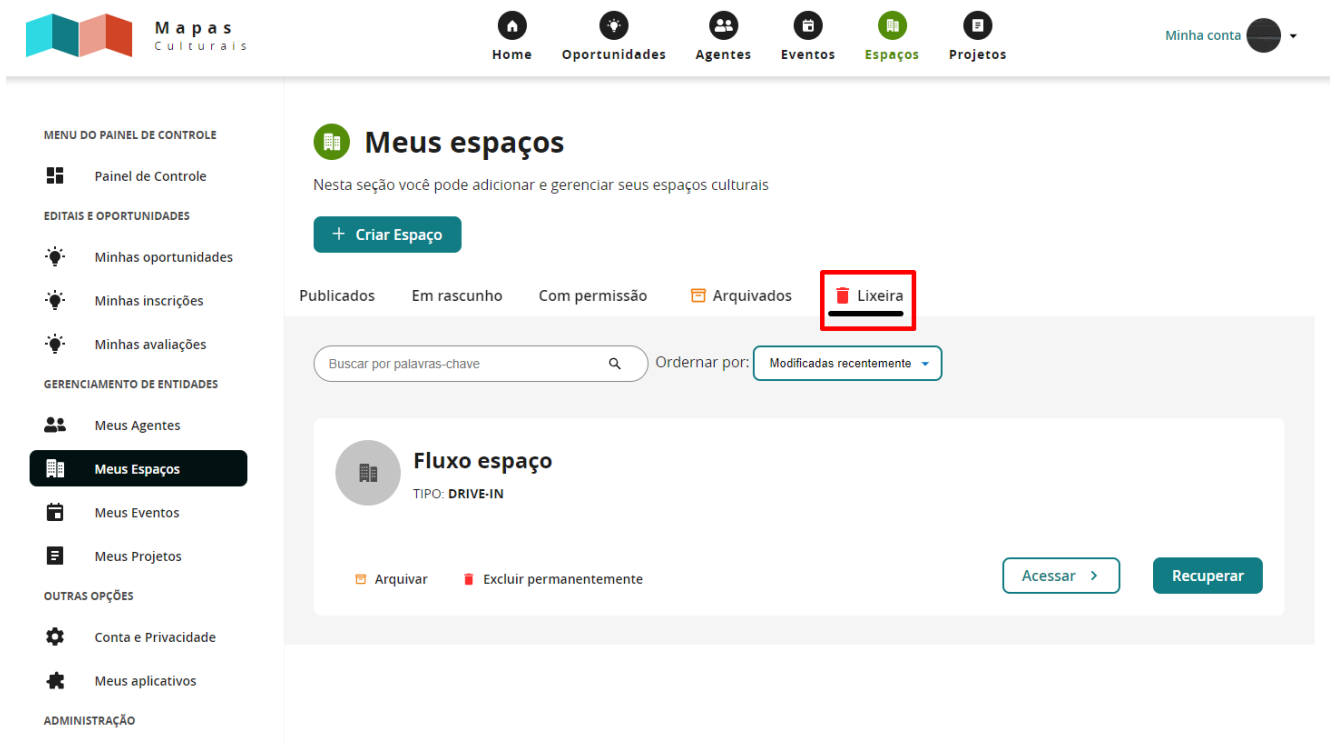 Mapas
Culturais
Home
Oportunidades
Agentes
Eventos
Espaços
Projetos
Minha conta
MENU DO PAINEL DE CONTROLE
Painel de Controle
EDITAIS E OPORTUNIDADES
Minhas oportunidades
Minhas inscrições
Minhas avaliações
GERENCIAMENTO DE ENTIDADES
Meus Agentes
Meus Espaços
Meus Eventos
Meus Projetos
OUTRAS OPÇÕES
Conta e Privacidade
Meus aplicativos
ADMINISTRAÇÃO
Meus espaços
Nesta seção você pode adicionar e gerenciar seus espaços culturais
+ Criar Espaço
Publicados
Em rascunho
Com permissão
Arquivados
Lixeira
Buscar por palavras-chave
Ordernar por:
Modificadas recentemente
Fluxo espaço
TIPO: DRIVE-IN
Arquivar
Excluir permanentemente
Acessar >
Recuperar